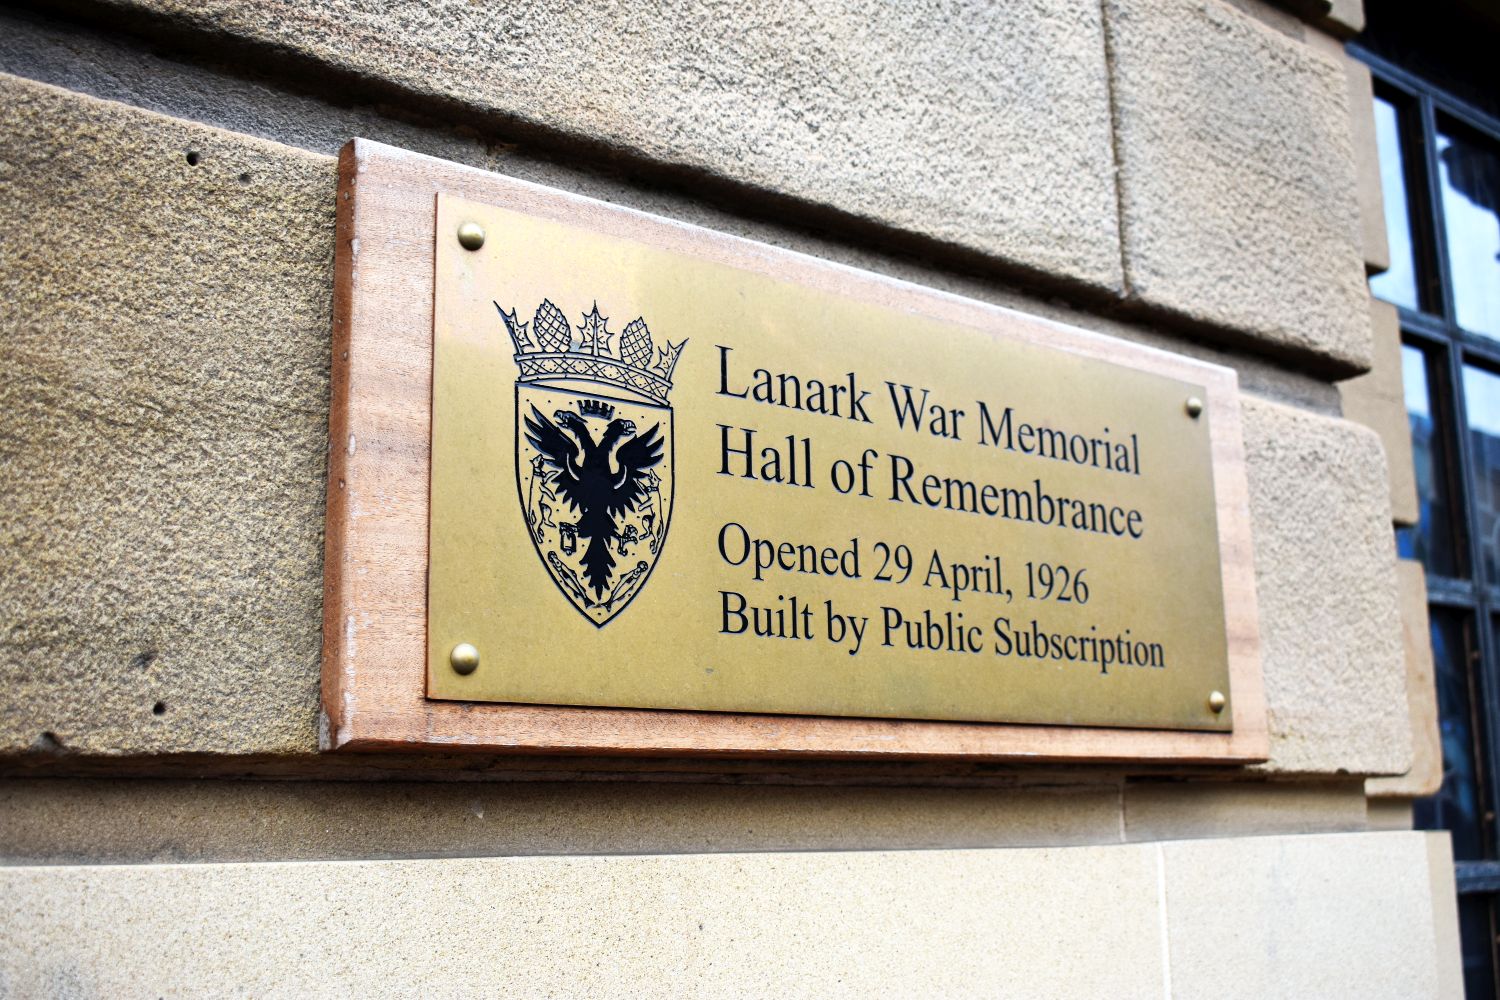 Lanark War Memorial
Hall of Remembrance
Opened 29 April, 1926
Built by Public Subscription